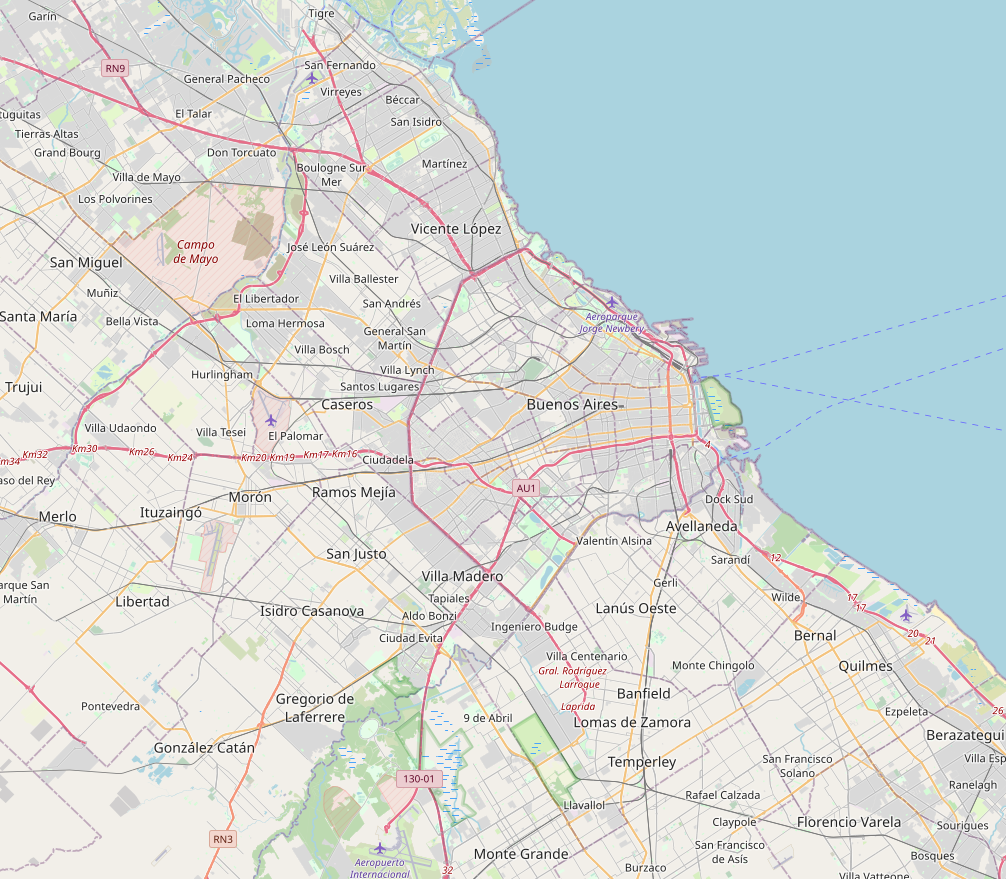 Garín
Tigre
RN9
San Fernando
General Pacheco
Virreyes
Béccar
El Talar
San Isidro
Tierras Altas
Grand Bourg
Don Torcuato
Martínez
Boulogne Sur
Mer
Villa de Mayo
Los Polvorines
Vicente López
Campo
de Mayo
José León Suárez
San Miguel
Villa Ballester
Muñiz
El Libertador
San Andrés
Santa María
Bella Vista
Loma Hermosa
General San
Martín
Aeroparque
Jorge Newbery
Villa Bosch
Villa Lynch
Hurlingham
Santos Lugares
Trujui
Caseros
Buenos Aires
Villa Udaondo
Villa Tesei
El Palomar
4
Km34
Km32
Km30
Km26
Km24
Km20
Km19
Km17
Km16
Ciudadela
aso del Rey
AU1
Morón
Ramos Mejía
Dock Sud
Merlo
Ituzaingó
Avellaneda
Valentín Alsina
San Justo
12
Sarandí
arque San
Martín
Villa Madero
Gerli
Libertad
Tapiales
Wilde
17
17
Isidro Casanova
Aldo Bonzi
Lanús Oeste
Ingeniero Budge
20
21
Ciudad Evita
Bernal
Villa Centenario
Monte Chingolo
Quilmes
Gral. Rodríguez
Larroque
Laprida
Gregorio de
Laferrere
Banfield
Pontevedra
9 de Abril
Lomas de Zamora
Ezpeleta
26
Berazategui
González Catán
Temperley
San Francisco
Solano
Villa Esp
130-01
Ranelagh
Llavallol
Rafael Calzada
RN3
Claypole
Florencio Varela
Sourigues
San Francisco
de Asís
Monte Grande
Bosques
Aeropuerto
Internacional
32
Burzaco
Villa Vatteone